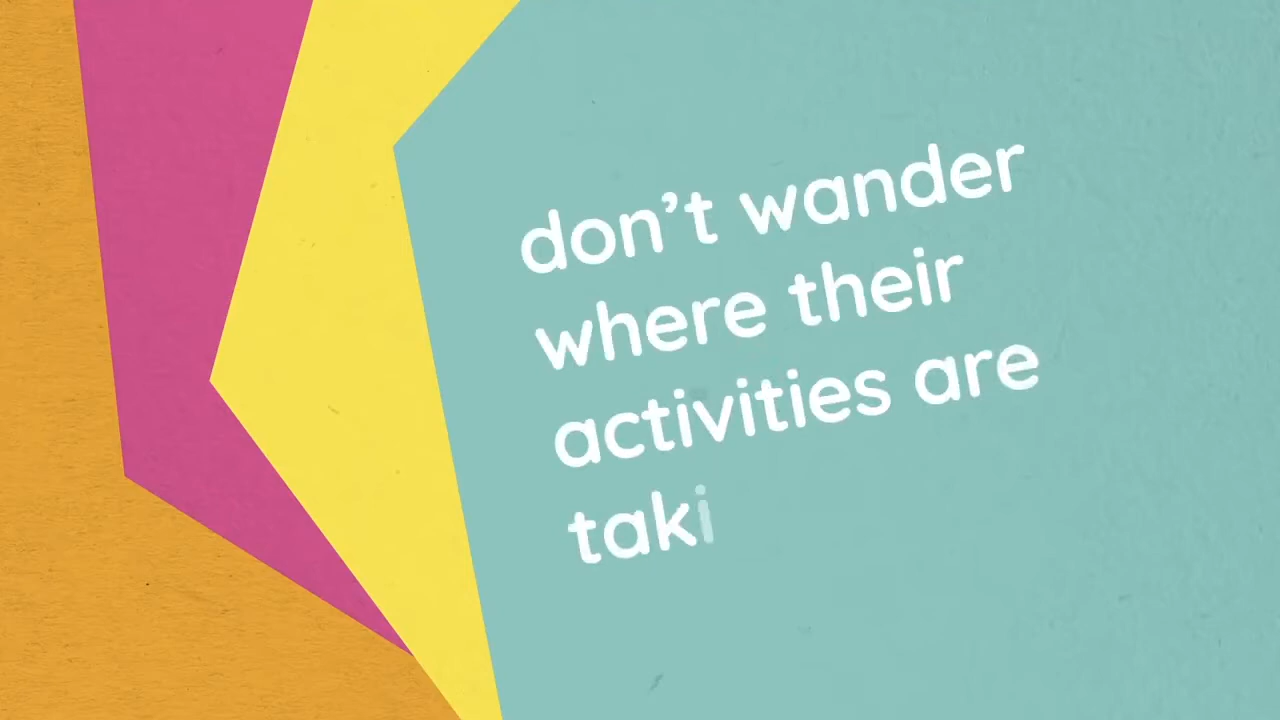 don’t wander
where their
activities are
taki